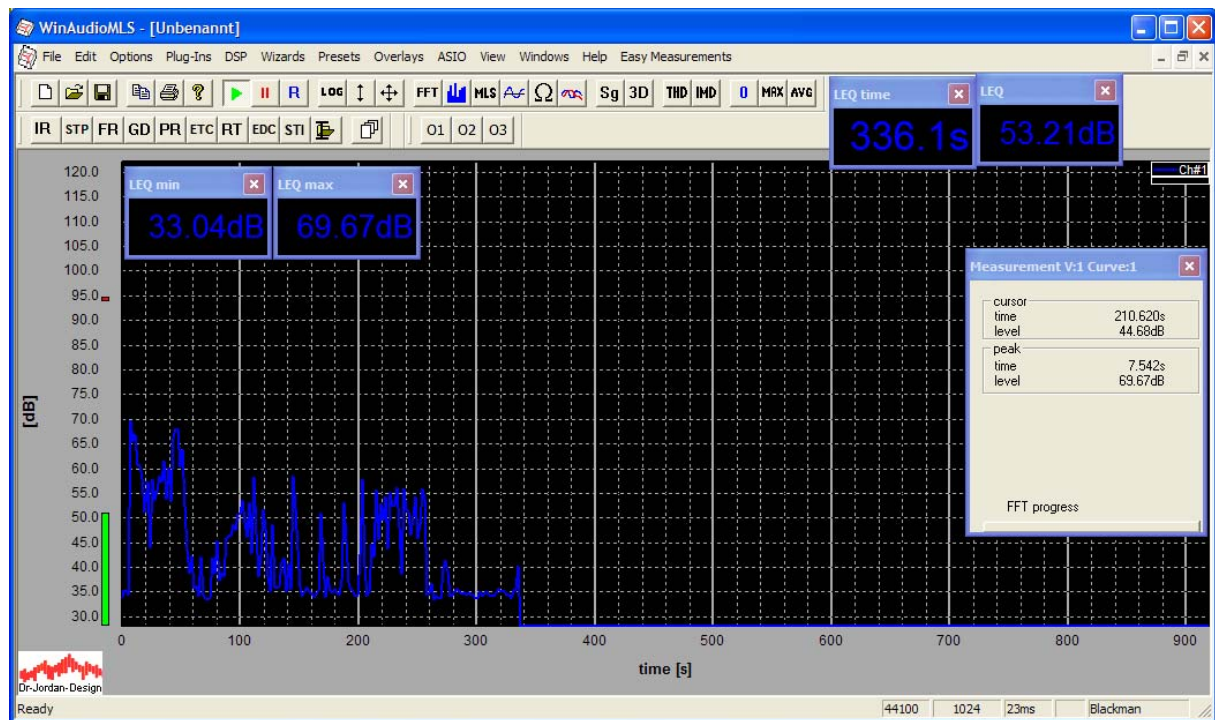 WinAudioMLS - [Unbenannt]
File Edit Options Plug-Ins DSP Wizards Presets Overlays ASIO View Windows Help Easy Measurements
R LOG FFT MLS Ω Sg 3D THD IMD 0 MAX AVG
IR STP FR GD PR ETC RT EDC STI O1 O2 O3
LEQ time
336.1s
LEQ
53.21dB
LEQ min
33.04dB
LEQ max
69.67dB
Ch#1
120.0
115.0
110.0
105.0
100.0
95.0
90.0
85.0
80.0
75.0
70.0
65.0
60.0
55.0
50.0
45.0
40.0
35.0
30.0
[dB]
Measurement V:1 Curve:1
cursor
time 210.620s
level 44.68dB
peak
time 7.542s
level 69.67dB
FFT progress
0 100 200 300 400 500 600 700 800 900
time [s]
Dr-Jordan-Design
Ready 44100 1024 23ms Blackman